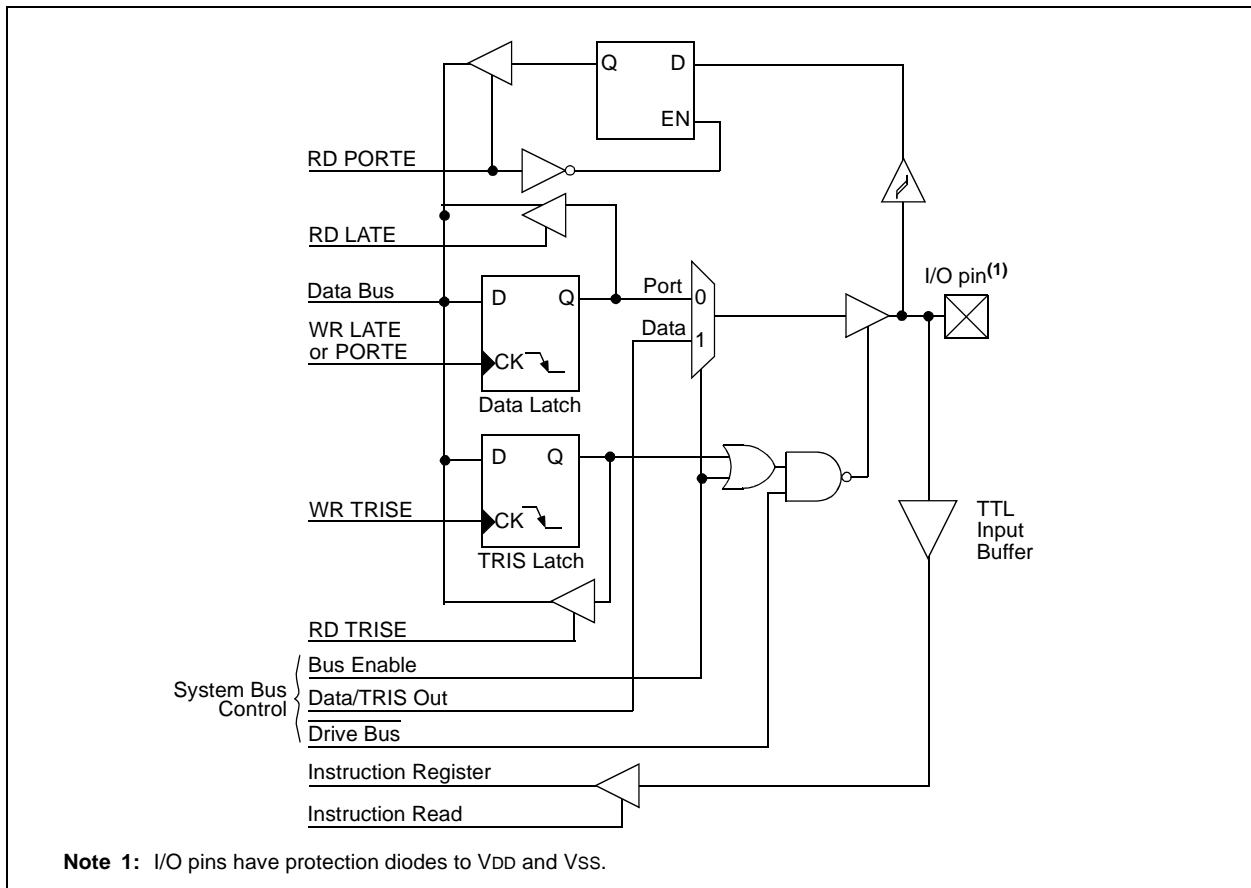 Q D
EN
RD PORTE
RD LATE
Data Bus
D Q
Port
0
I/O pin(1)
WR LATE
or PORTE
Data
1
CK
Data Latch
D Q
WR TRISE
CK
TRIS Latch
TTL
Input
Buffer
RD TRISE
System Bus
Control
Bus Enable
Data/TRIS Out
Drive Bus
Instruction Register
Instruction Read
Note 1: I/O pins have protection diodes to VDD and VSS.